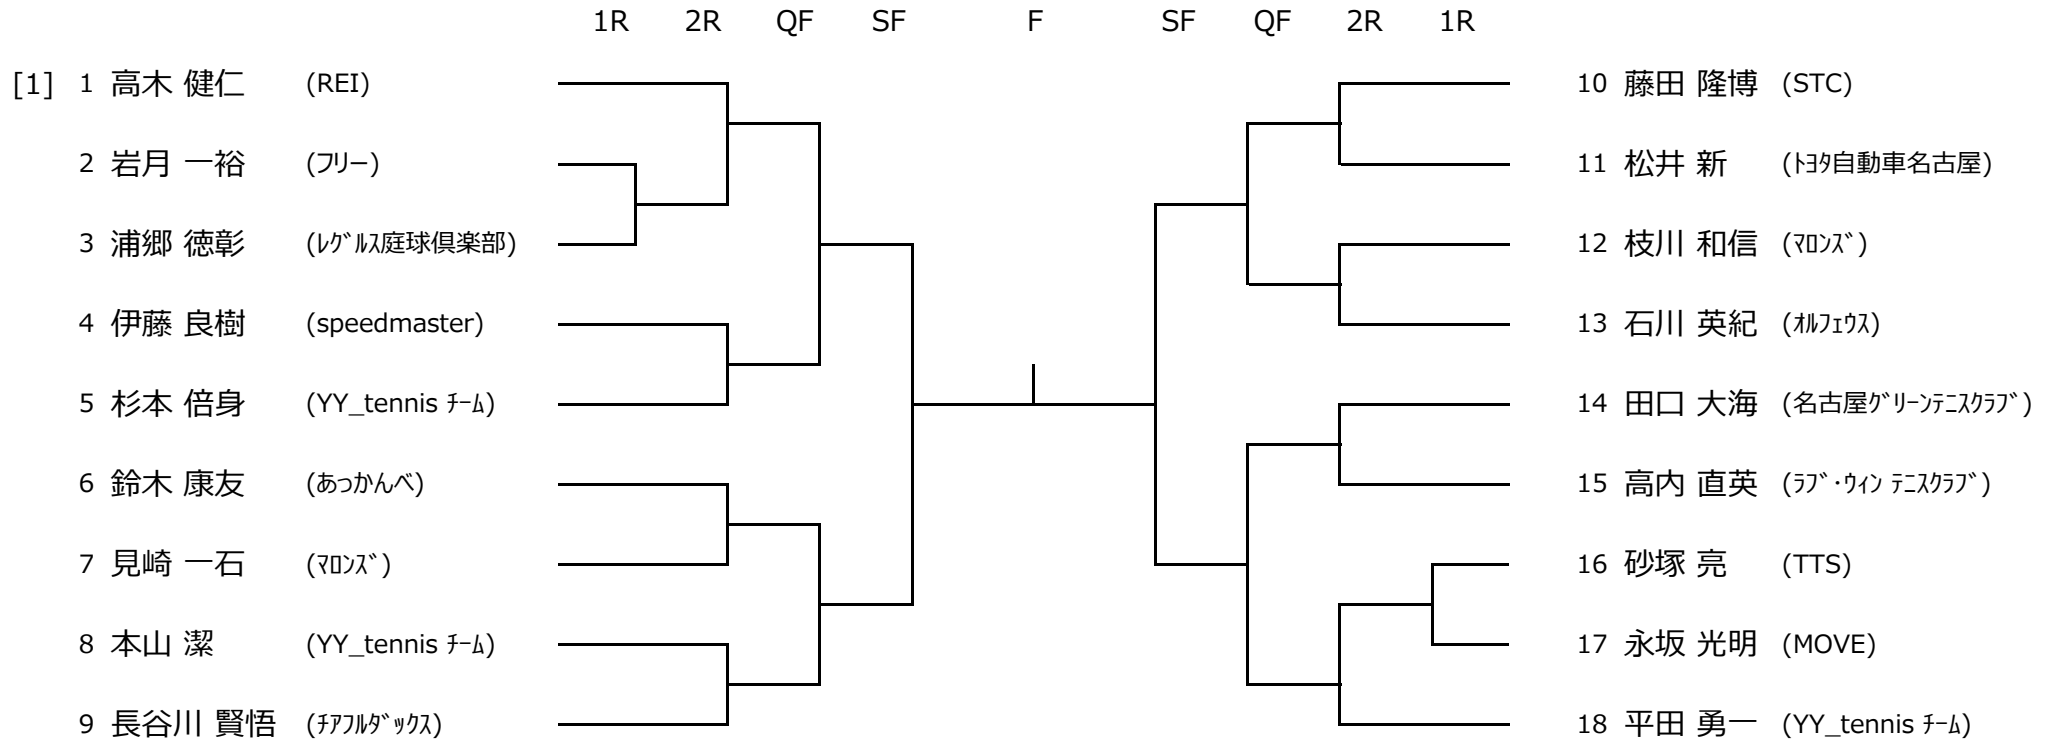 1R 2R QF SF F SF QF 2R 1R
[1] 1 高木 健仁 (REI) 10 藤田 隆博 (STC)
2 岩月 一裕 (ﾌﾘｰ) 11 松井 新 (ﾄﾖﾀ自動車名古屋)
3 浦郷 徳彰 (ﾚｸﾞﾙｽ庭球倶楽部) 12 枝川 和信 (ﾏﾛﾝｽﾞ)
4 伊藤 良樹 (speedmaster) 13 石川 英紀 (ｵﾙﾌｪｳｽ)
5 杉本 倍身 (YY_tennis ﾁｰﾑ) 14 田口 大海 (名古屋ｸﾞﾘｰﾝﾃﾆｽｸﾗﾌﾞ)
6 鈴木 康友 (あっかんべ) 15 高内 直英 (ﾗﾌﾞ・ｳｨﾝ ﾃﾆｽｸﾗﾌﾞ)
7 見崎 一石 (ﾏﾛﾝｽﾞ) 16 砂塚 亮 (TTS)
8 本山 潔 (YY_tennis ﾁｰﾑ) 17 永坂 光明 (MOVE)
9 長谷川 賢悟 (ﾁｱﾌﾙﾀﾞｯｸｽ) 18 平田 勇一 (YY_tennis ﾁｰﾑ)